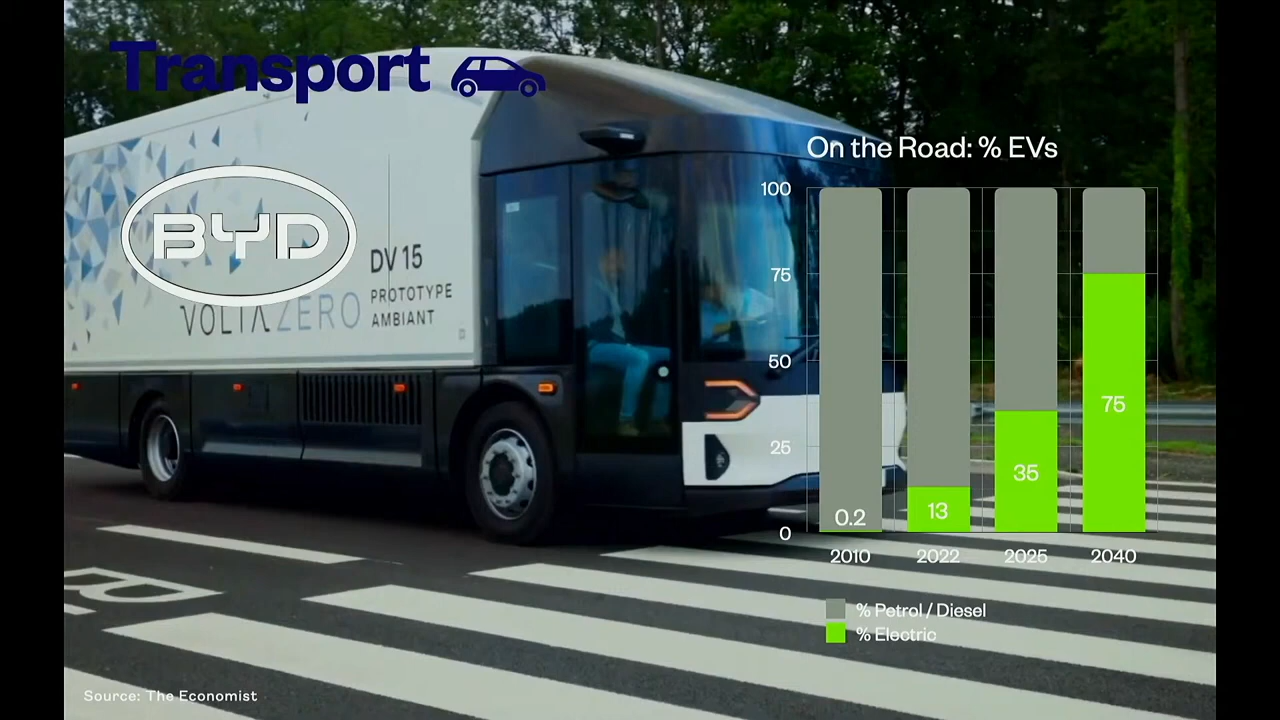 Transport
BYD
DV 15
PROTOTYPE
AMBIANT
VOLTA ZERO
On the Road: % EVs
100
75
50
25
0
0.2
13
35
75
2010 2022 2025 2040
% Petrol / Diesel
% Electric
Source: The Economist